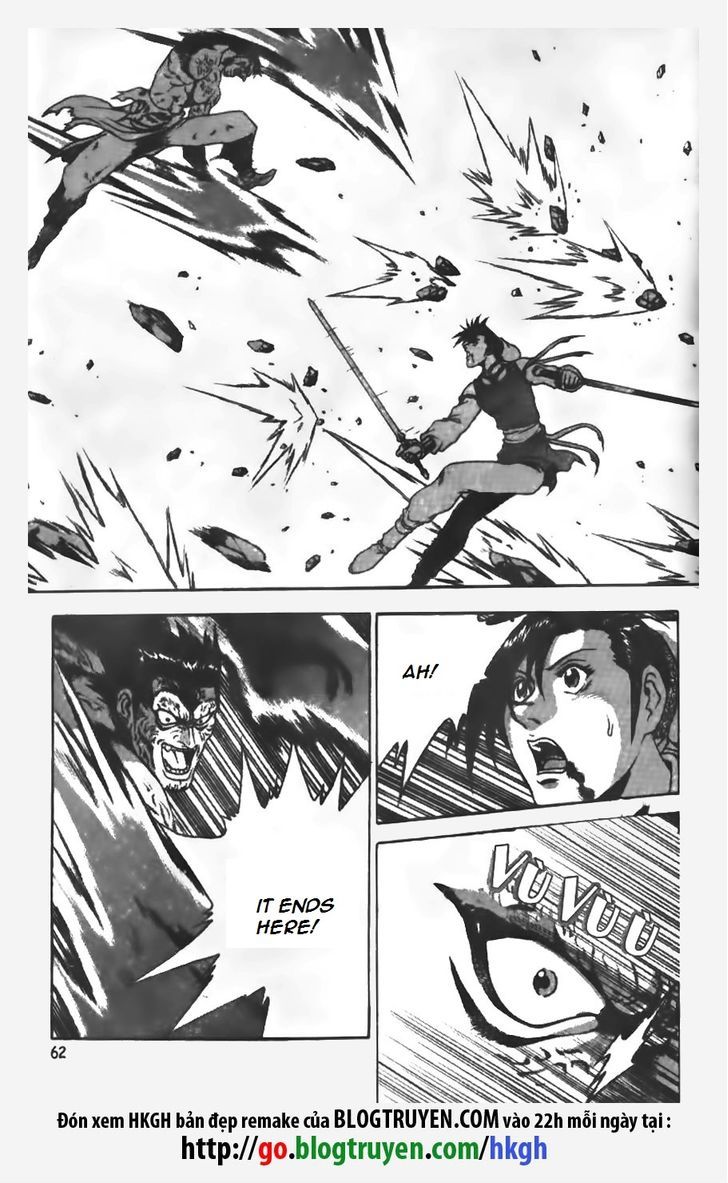 AH!
IT ENDS
HERE!
VÙ VÙ Ù
62
Đón xem HKGH bản đẹp remake của BLOGTRUYEN.COM vào 22h mỗi ngày tại :
http://go.blogtruyen.com/hkgh